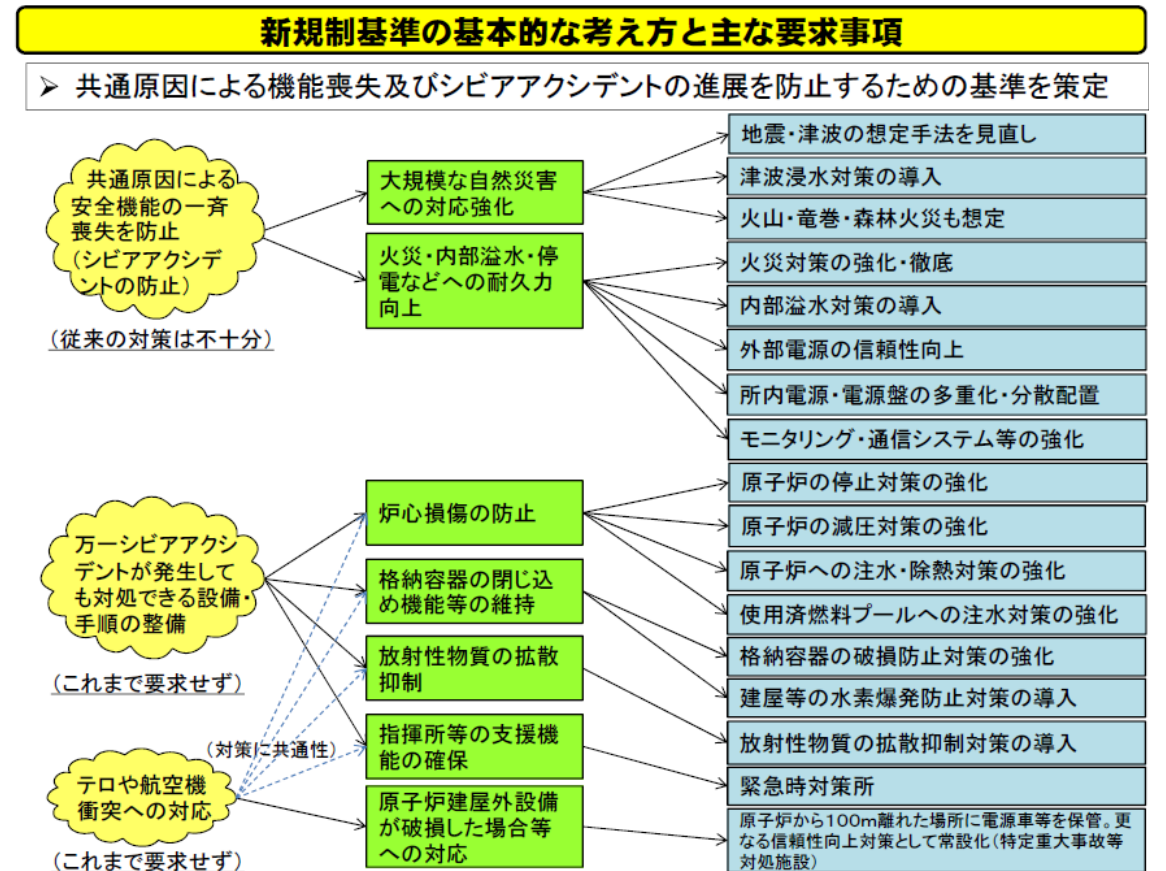 新規制基準の基本的な考え方と主な要求事項
➢ 共通原因による機能喪失及びシビアアクシデントの進展を防止するための基準を策定
共通原因による
安全機能の一斉
喪失を防止
(シビアアクシデ
ントの防止)
(従来の対策は不十分)
大規模な自然災害
への対応強化
火災・内部溢水・停
電などへの耐久力
向上
地震・津波の想定手法を見直し
津波浸水対策の導入
火山・竜巻・森林火災も想定
火災対策の強化・徹底
内部溢水対策の導入
外部電源の信頼性向上
所内電源・電源盤の多重化・分散配置
モニタリング・通信システム等の強化
万一シビアアクシ
デントが発生して
も対処できる設備・
手順の整備
(これまで要求せず)
炉心損傷の防止
格納容器の閉じ込
め機能等の維持
放射性物質の拡散
抑制
指揮所等の支援機
能の確保
原子炉の停止対策の強化
原子炉の減圧対策の強化
原子炉への注水・除熱対策の強化
使用済燃料プールへの注水対策の強化
格納容器の破損防止対策の強化
建屋等の水素爆発防止対策の導入
放射性物質の拡散抑制対策の導入
緊急時対策所
(対策に共通性)
テロや航空機
衝突への対応
(これまで要求せず)
原子炉建屋外設備
が破損した場合等
への対応
原子炉から100m離れた場所に電源車等を保管。更
なる信頼性向上対策として常設化(特定重大事故等
対処施設)